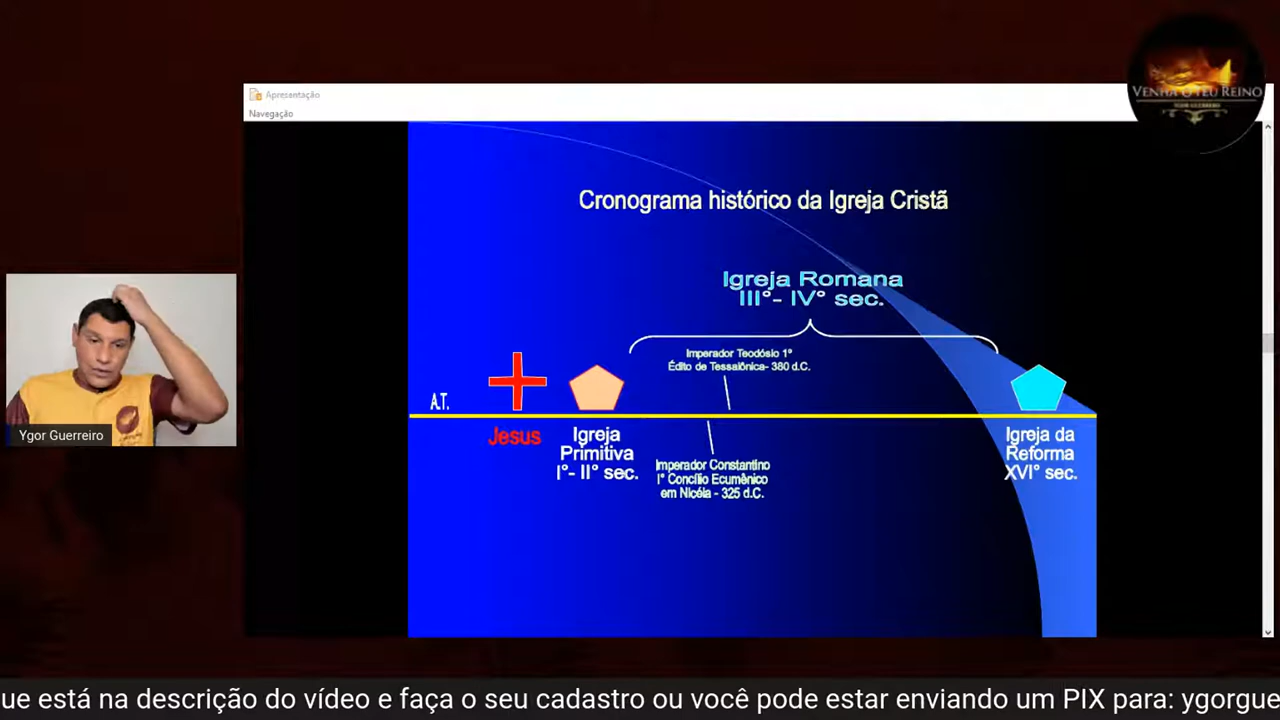 VENHA O TEU REINO
YGOR GUERREIRO
Apresentação
Navegação
Cronograma histórico da Igreja Cristã
Igreja Romana
III°- IV° sec.
Imperador Teodósio 1°
Édito de Tessalônica- 380 d.C.
A.T.
Jesus
Igreja
Primitiva
I°- II° sec.
Imperador Constantino
I° Concílio Ecumênico
em Nicéia - 325 d.C.
Igreja da
Reforma
XVI° sec.
Ygor Guerreiro
ue está na descrição do vídeo e faça o seu cadastro ou você pode estar enviando um PIX para: ygorgue